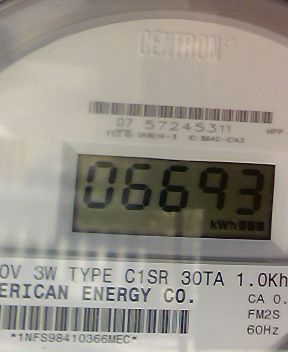 CENTRON®
07 57245311
HPP
06693
kWh
0V 3W TYPE C1SR 30TA 1.0Kh
ERICAN ENERGY CO.
CA 0.
FM2S
60Hz
*1NFS98410366MEC*